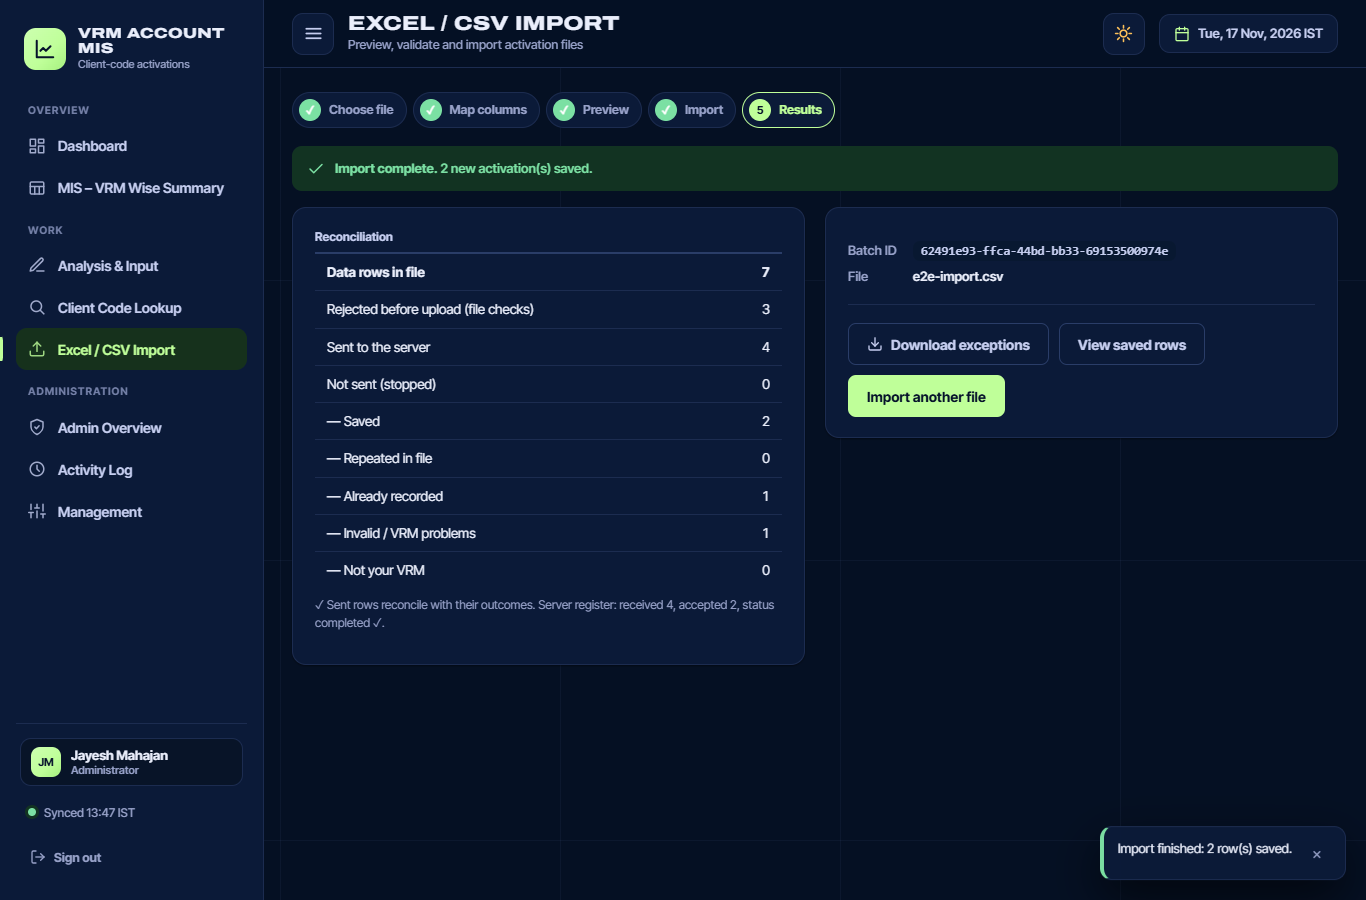 VRM ACCOUNT
MIS
Client-code activations
OVERVIEW
Dashboard
MIS – VRM Wise Summary
WORK
Analysis & Input
Client Code Lookup
Excel / CSV Import
ADMINISTRATION
Admin Overview
Activity Log
Management
JM
Jayesh Mahajan
Administrator
Synced 13:47 IST
Sign out
EXCEL / CSV IMPORT
Preview, validate and import activation files
Tue, 17 Nov, 2026 IST
✓ Choose file
✓ Map columns
✓ Preview
✓ Import
5 Results
Import complete. 2 new activation(s) saved.
Reconciliation
Data rows in file 7
Rejected before upload (file checks) 3
Sent to the server 4
Not sent (stopped) 0
— Saved 2
— Repeated in file 0
— Already recorded 1
— Invalid / VRM problems 1
— Not your VRM 0
✓ Sent rows reconcile with their outcomes. Server register: received 4, accepted 2, status
completed ✓.
Batch ID 62491e93-ffca-44bd-bb33-69153500974e
File e2e-import.csv
Download exceptions
View saved rows
Import another file
Import finished: 2 row(s) saved. ×